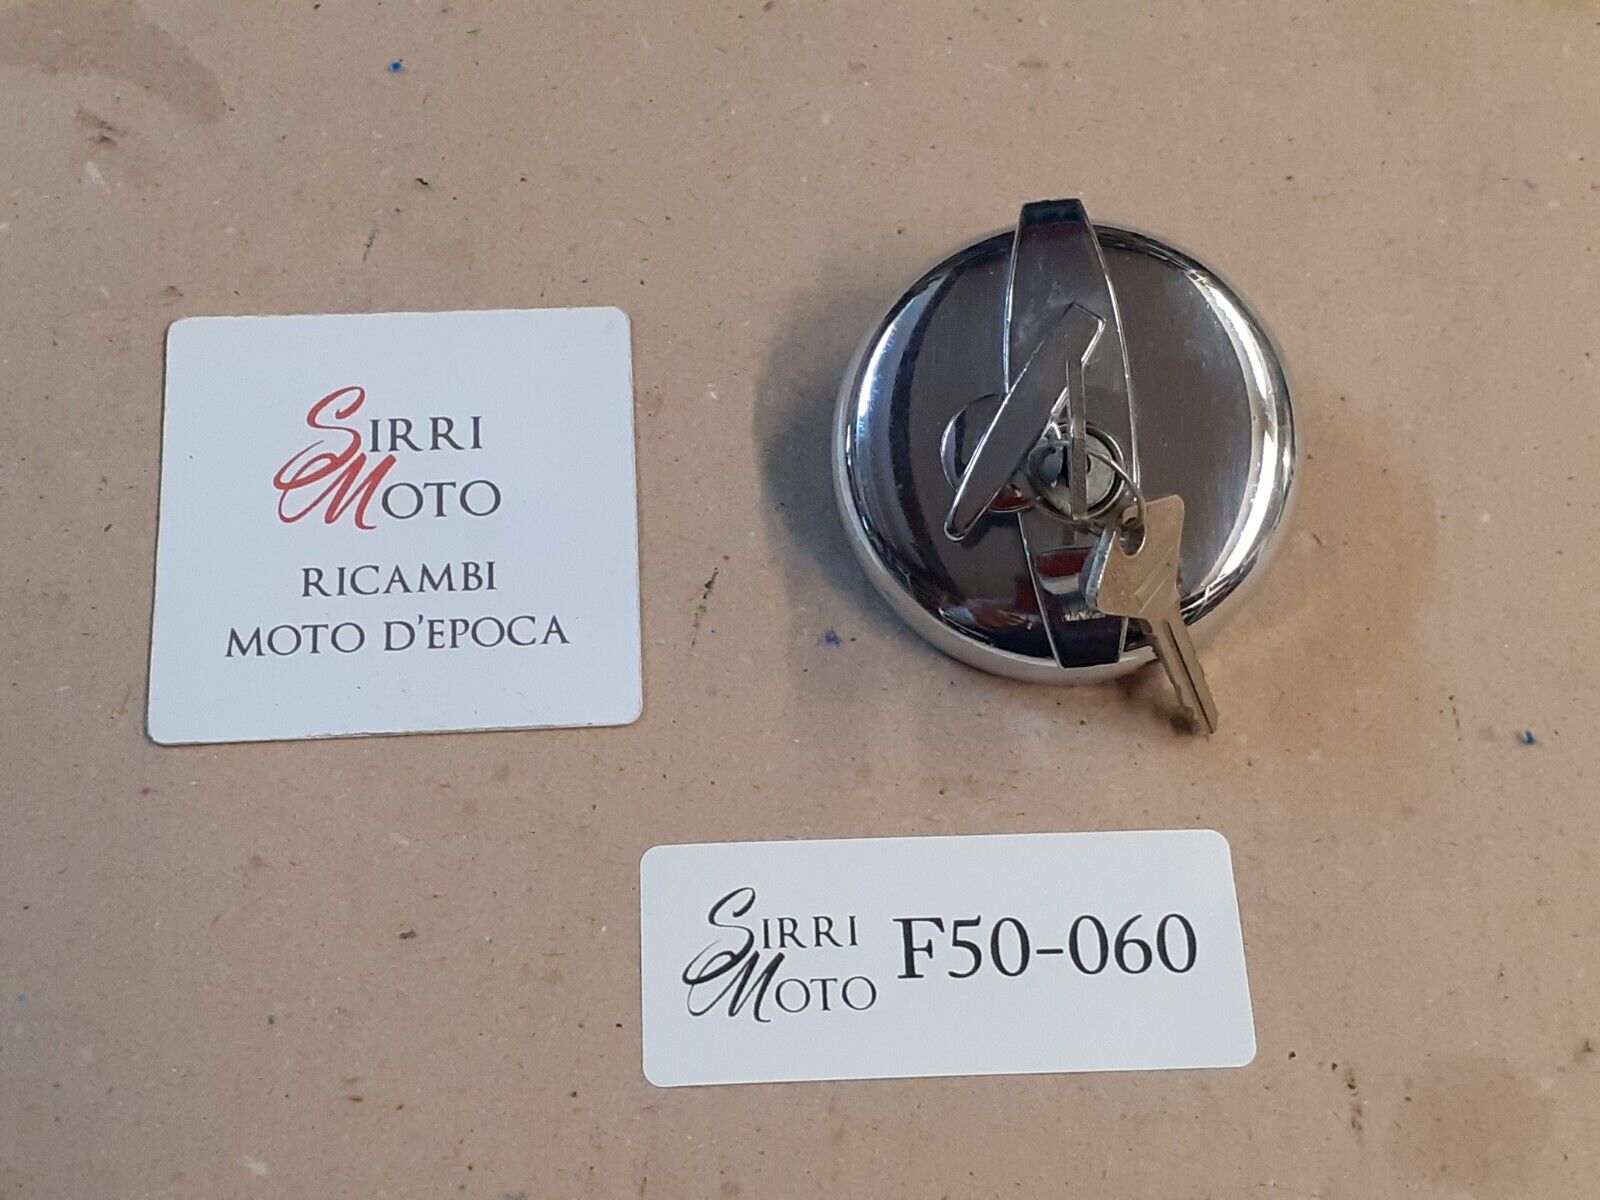 SIRRI
MOTO
RICAMBI
MOTO D'EPOCA
SIRRI
MOTO
F50-060